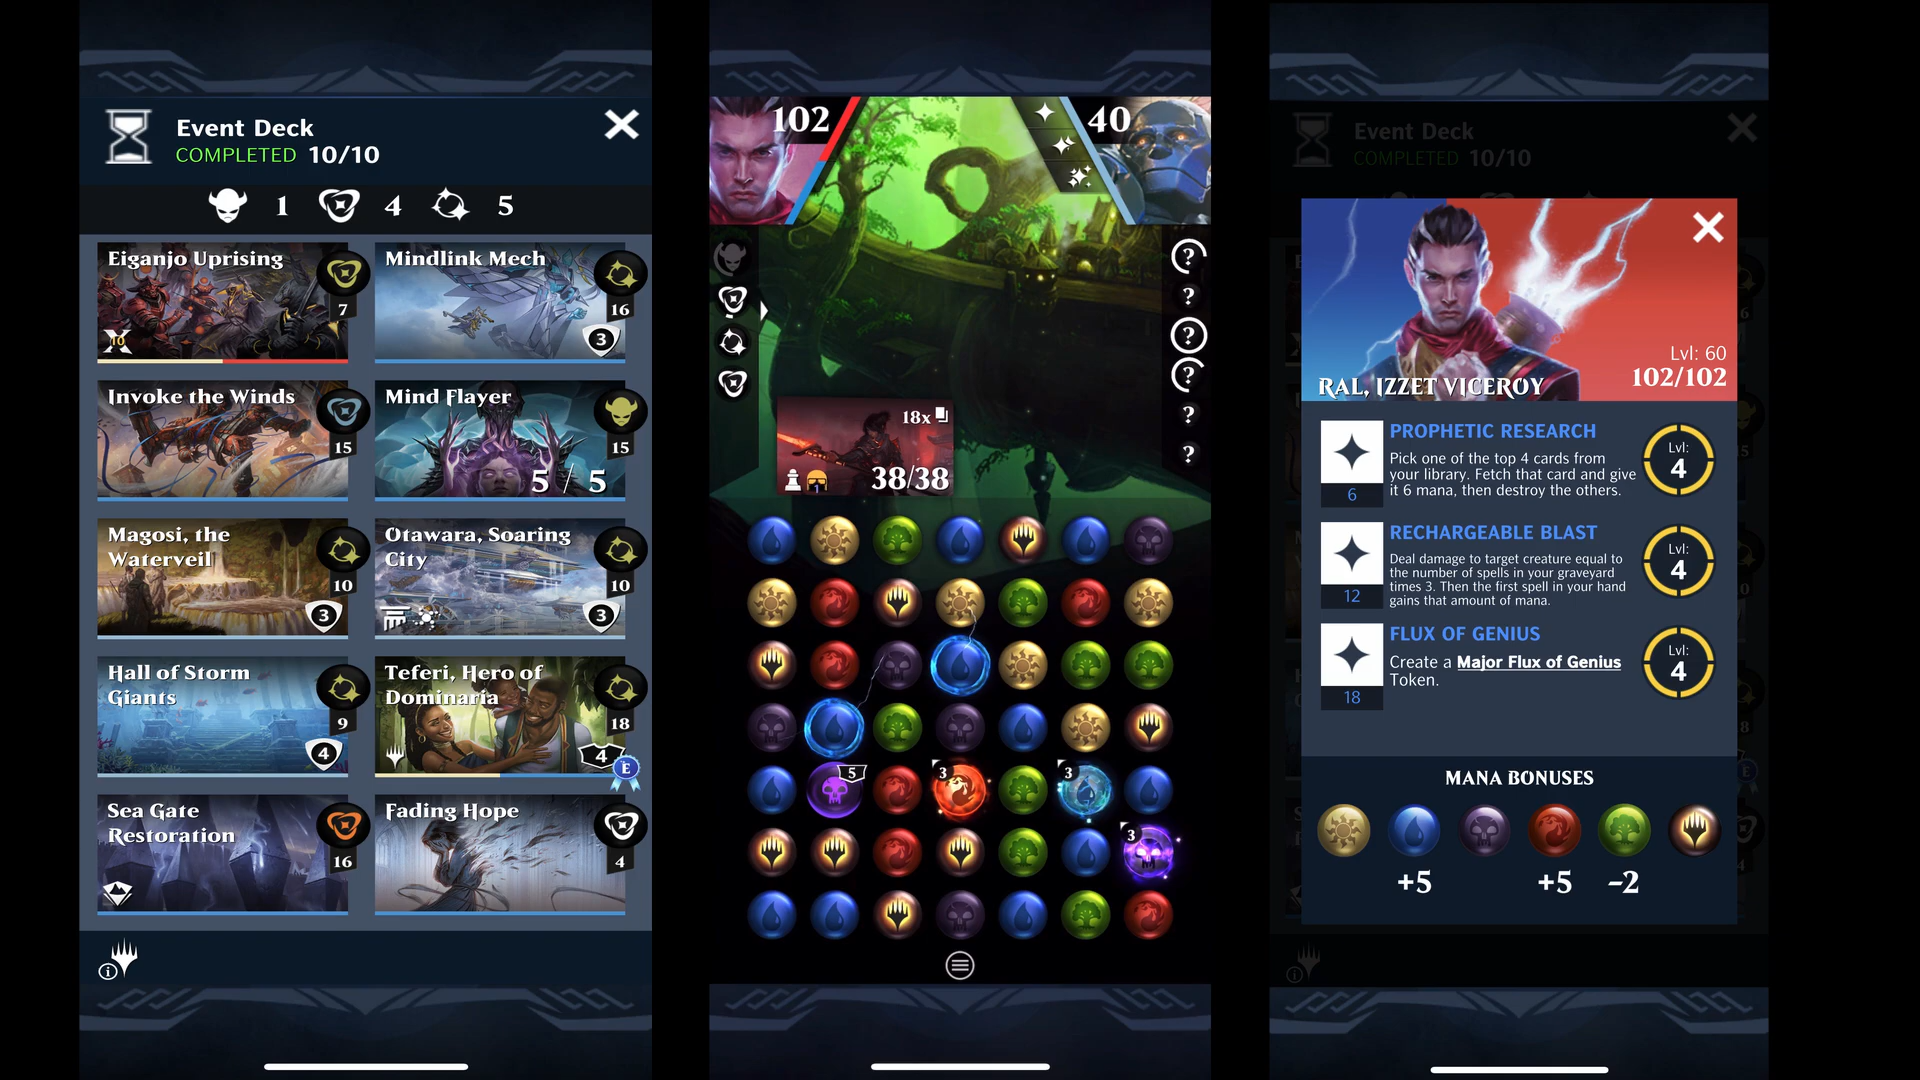 Event Deck
COMPLETED 10/10
1 4 5
Eiganjo Uprising
7
10
Mindlink Mech
16
3
Invoke the Winds
15
Mind Flayer
15
5 / 5
Magosi, the
Waterveil
10
3
Otawara, Soaring
City
10
3
Hall of Storm
Giants
9
4
Teferi, Hero of
Dominaria
18
4
E
Sea Gate
Restoration
16
Fading Hope
4
i
102
40
?
?
?
?
?
?
18x
1
38/38
5
3
3
3
Event Deck
COMPLETED 10/10
Lvl: 60
RAL, IZZET VICEROY
102/102
PROPHETIC RESEARCH
Pick one of the top 4 cards from
your library. Fetch that card and give
it 6 mana, then destroy the others.
6
Lvl:
4
RECHARGEABLE BLAST
Deal damage to target creature equal to
the number of spells in your graveyard
times 3. Then the first spell in your hand
gains that amount of mana.
12
Lvl:
4
FLUX OF GENIUS
Create a Major Flux of Genius
Token.
18
Lvl:
4
MANA BONUSES
+5 +5 -2